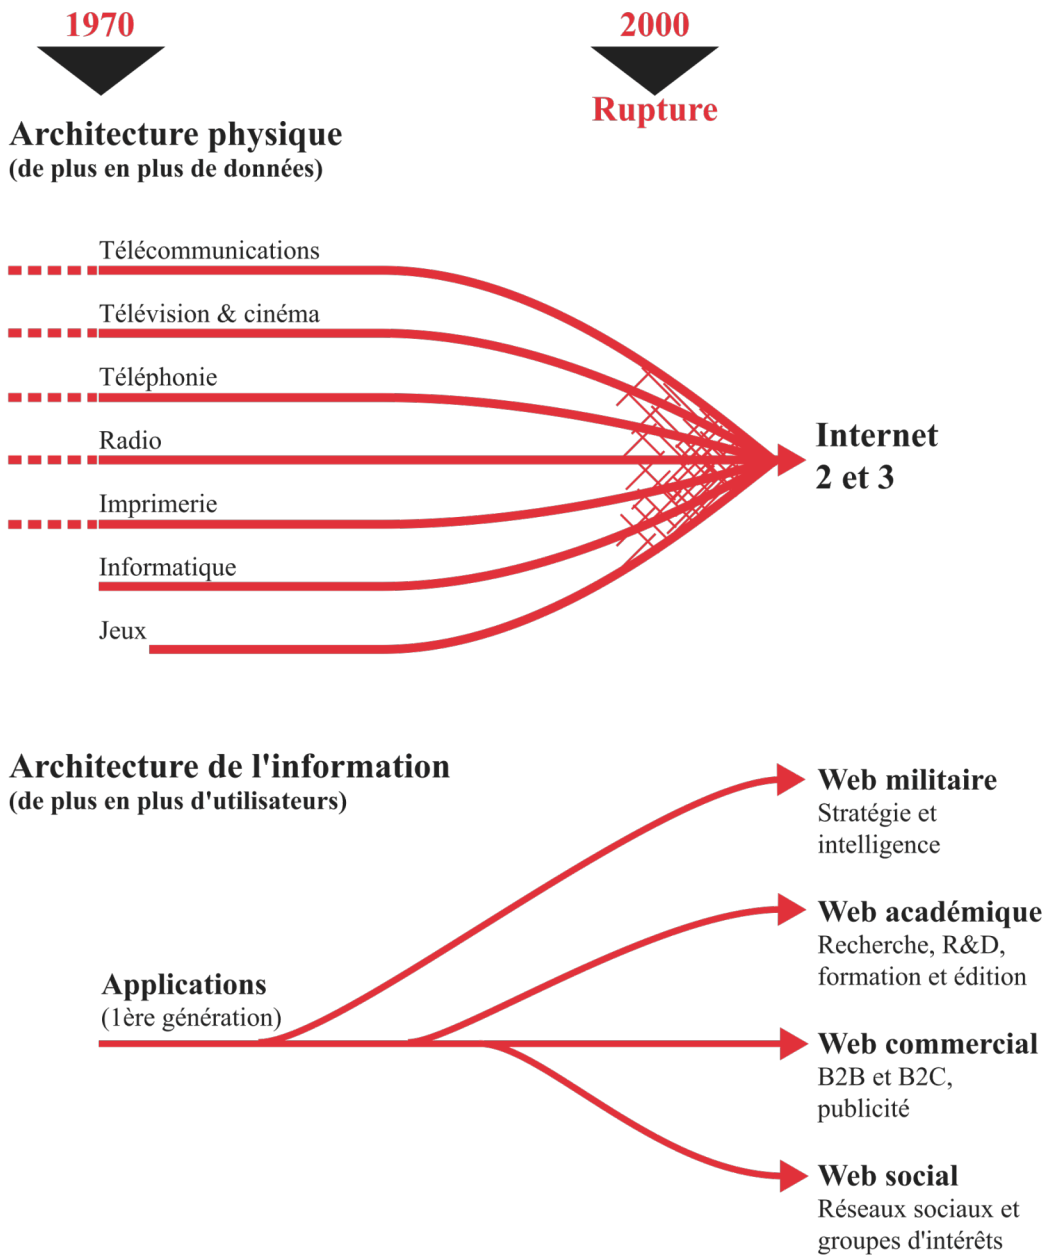 1970
2000
Rupture
Architecture physique
(de plus en plus de données)
Télécommunications
Télévision & cinéma
Téléphonie
Radio
Imprimerie
Informatique
Jeux
Internet
2 et 3
Architecture de l'information
(de plus en plus d'utilisateurs)
Applications
(1ère génération)
Web militaire
Stratégie et
intelligence
Web académique
Recherche, R&D,
formation et édition
Web commercial
B2B et B2C,
publicité
Web social
Réseaux sociaux et
groupes d'intérêts